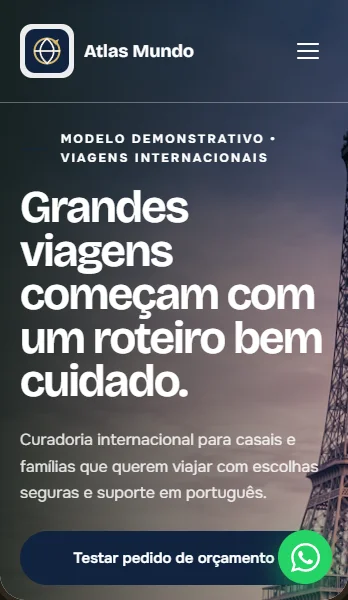 Atlas Mundo
MODELO DEMONSTRATIVO •
VIAGENS INTERNACIONAIS
Grandes
viagens
começam com
um roteiro bem
cuidado.
Curadoria internacional para casais e
famílias que querem viajar com escolhas
seguras e suporte em português.
Testar pedido de orçamento